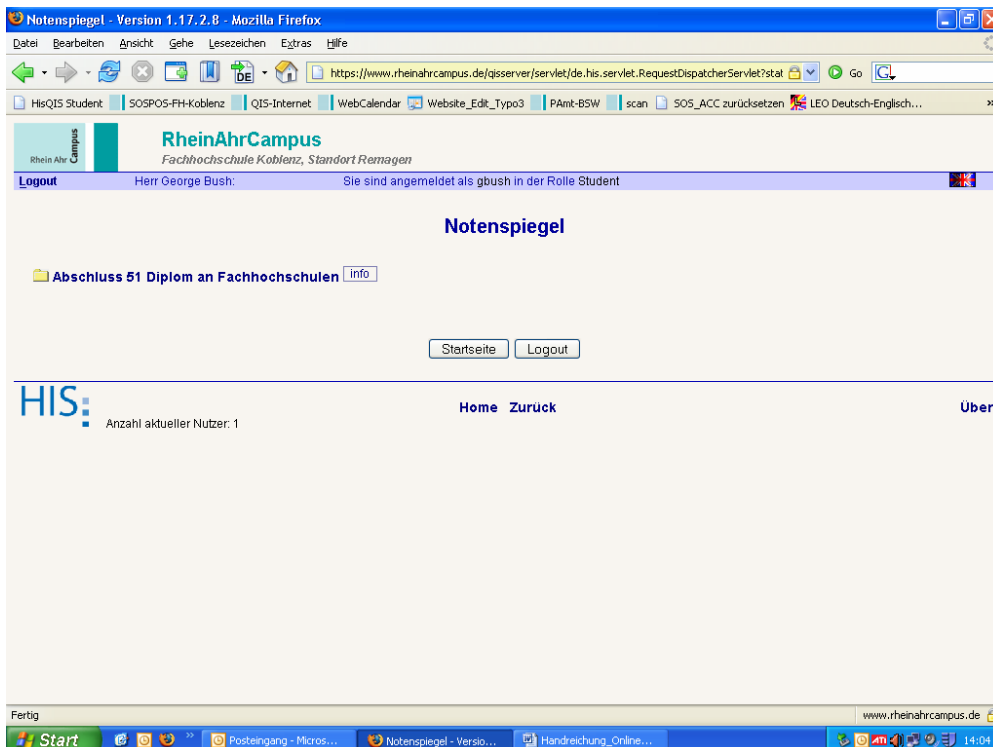 Notenspiegel - Version 1.17.2.8 - Mozilla Firefox
Datei Bearbeiten Ansicht Gehe Lesezeichen Extras Hilfe
DE https://www.rheinahrcampus.de/qisserver/servlet/de.his.servlet.RequestDispatcherServlet?stat Go G
HisQIS Student SOSPOS-FH-Koblenz QIS-Internet WebCalendar Website_Edit_Typo3 PAmt-BSW scan SOS_ACC zurücksetzen LEO Deutsch-Englisch... »
Rhein Ahr Campus
RheinAhrCampus
Fachhochschule Koblenz, Standort Remagen
Logout Herr George Bush: Sie sind angemeldet als gbush in der Rolle Student
Notenspiegel
Abschluss 51 Diplom an Fachhochschulen info
Startseite Logout
HIS:
Home Zurück Über
Anzahl aktueller Nutzer: 1
Fertig www.rheinahrcampus.de
Start » Posteingang - Micros... Notenspiegel - Versio... Handreichung_Online... ATI 14:04